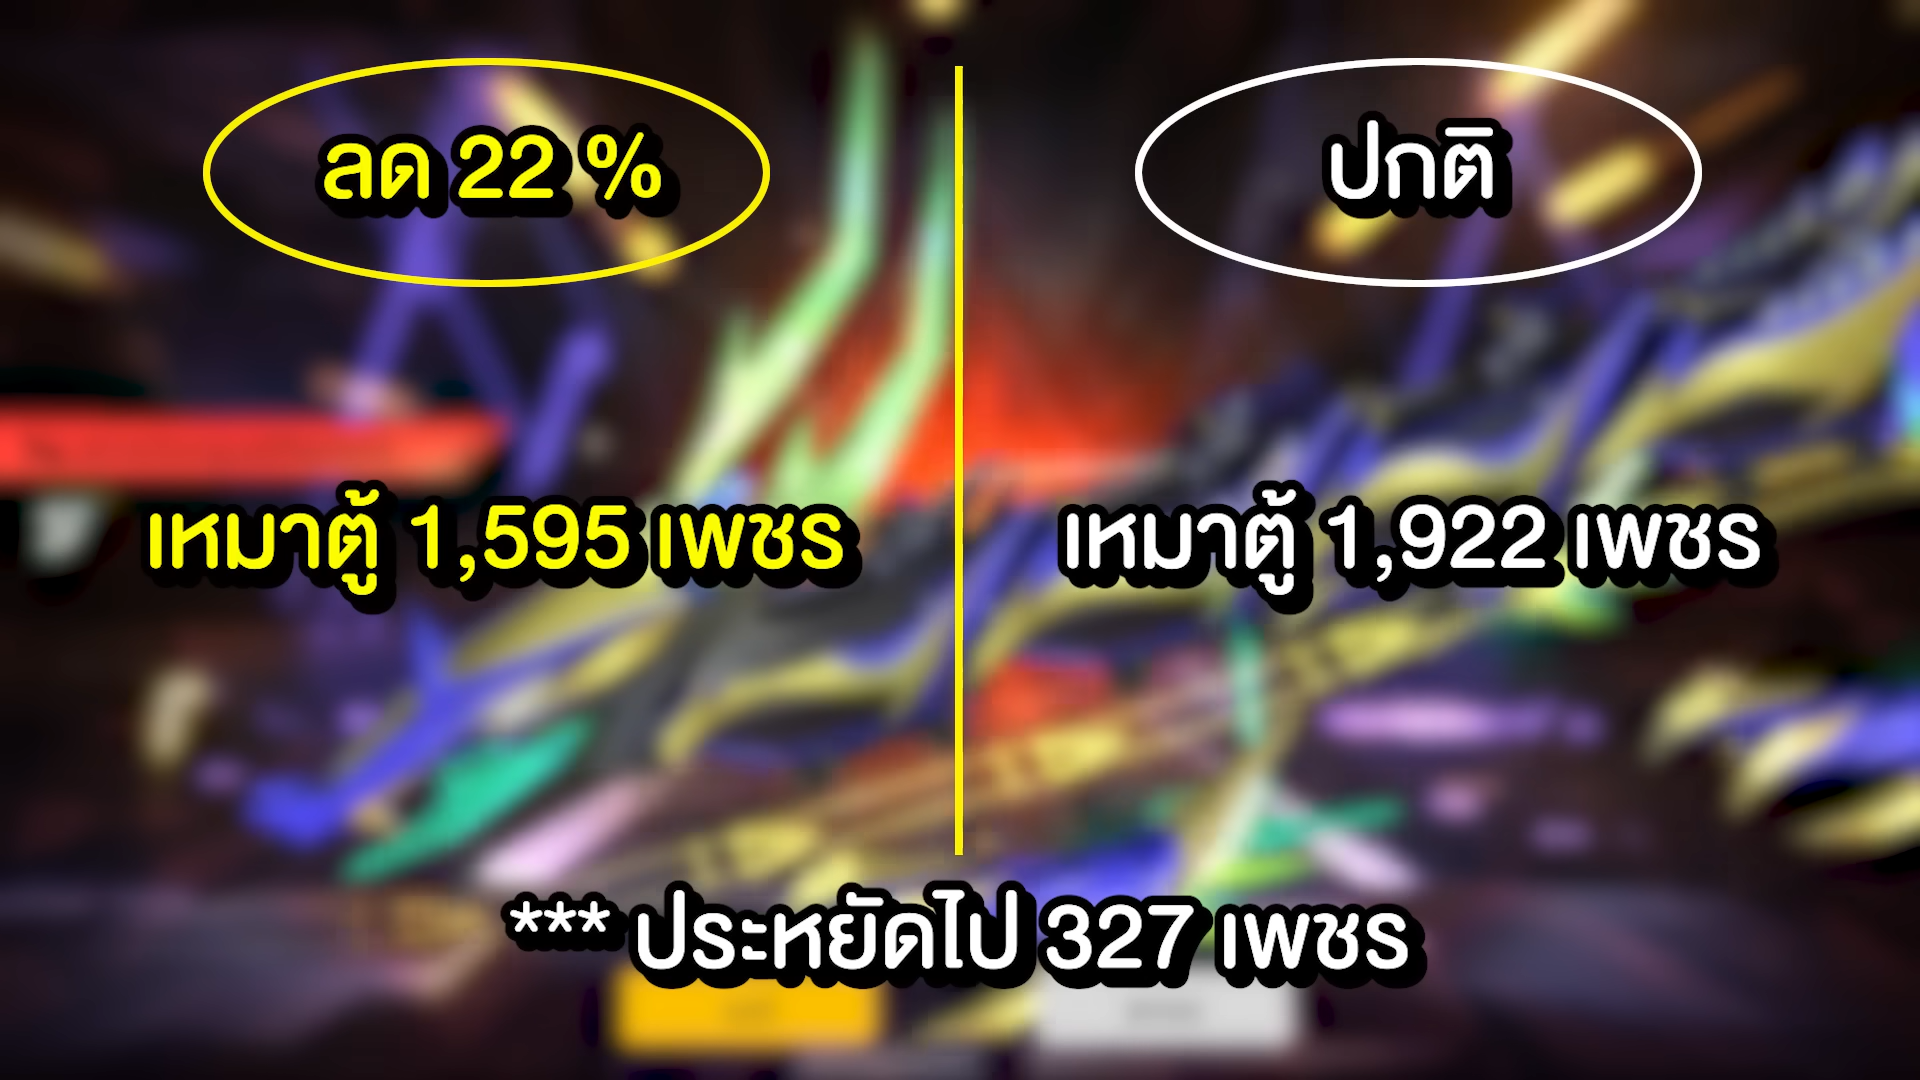 ลด 22 %
ปกติ
เหมาตู้ 1,595 เพชร
เหมาตู้ 1,922 เพชร
*** ประหยัดไป 327 เพชร